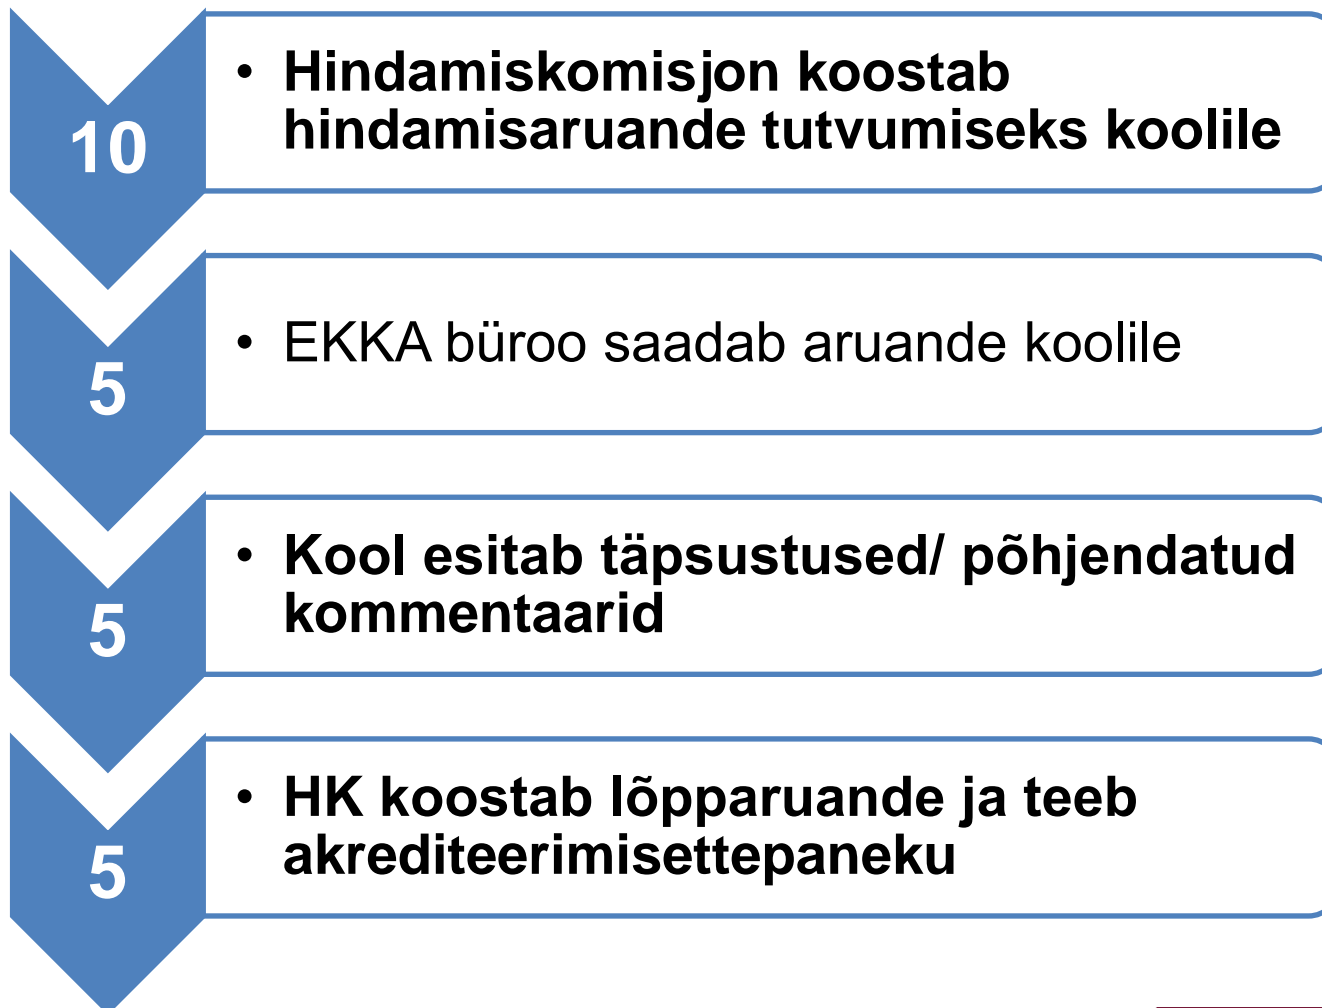 10
• Hindamiskomisjon koostab
hindamisaruande tutvumiseks koolile
5
• EKKA büroo saadab aruande koolile
5
• Kool esitab täpsustused/ põhjendatud
kommentaarid
5
• HK koostab lõpparuande ja teeb
akrediteerimisettepaneku